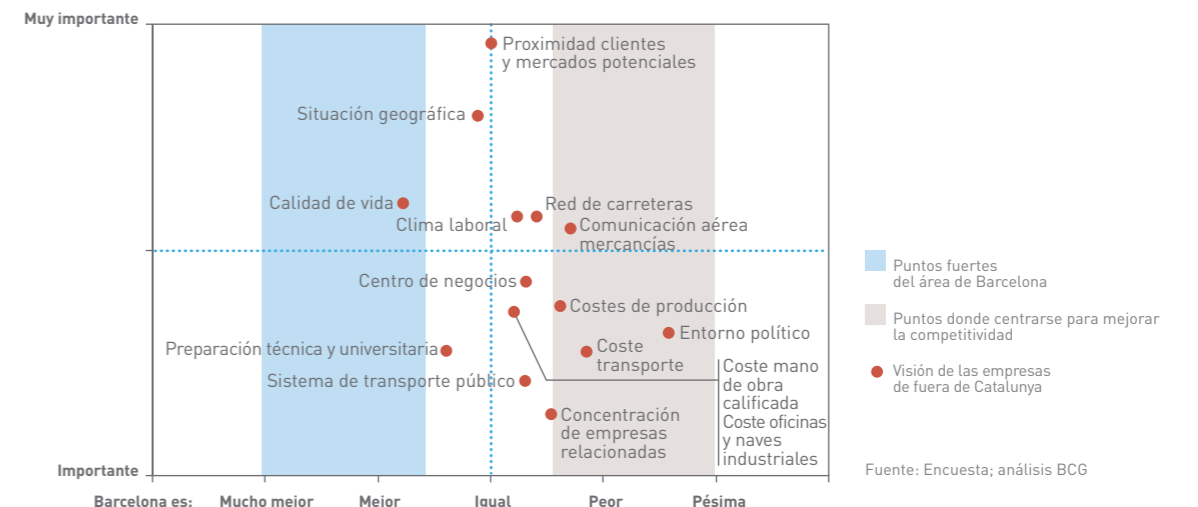 Muy importante
Proximidad clientes
y mercados potenciales
Situación geográfica
Calidad de vida
Red de carreteras
Clima laboral
Comunicación aérea
mercancías
Centro de negocios
Costes de producción
Entorno político
Preparación técnica y universitaria
Coste
transporte
Sistema de transporte público
Coste mano
de obra
calificada
Coste oficinas
y naves
industriales
Concentración
de empresas
relacionadas
Importante
Barcelona es:
Mucho mejor
Mejor
Igual
Peor
Pésima
Puntos fuertes
del área de Barcelona
Puntos donde centrarse para mejorar
la competitividad
Visión de las empresas
de fuera de Catalunya
Fuente: Encuesta; análisis BCG